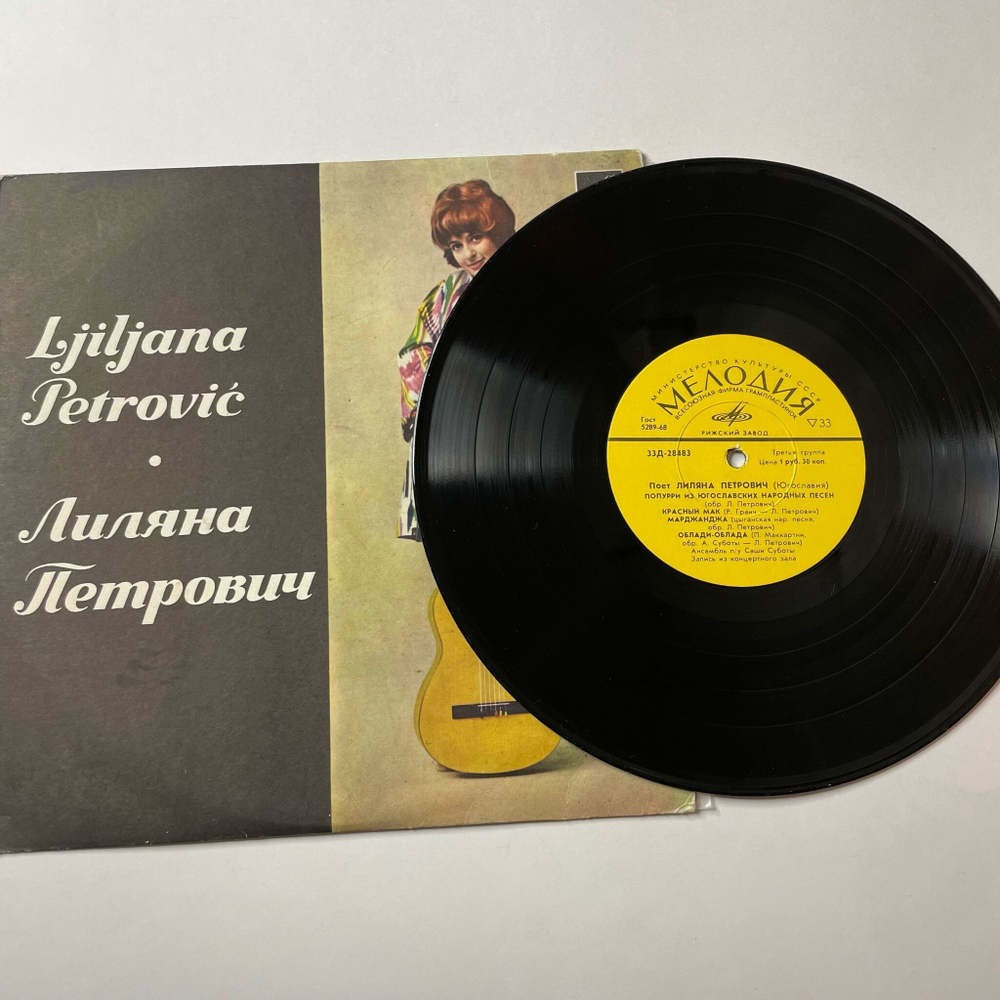 Ljiljana
Petrović
•
Лиляна
Петрович
МИНИСТЕРСТВО КУЛЬТУРЫ СССР
МЕЛОДИЯ
ВСЕСОЮЗНАЯ ФИРМА ГРАМПЛАСТИНОК
Гост
5289-68
▽33
РИЖСКИЙ ЗАВОД
33Д-28483
Третья группа
Цена 1 руб. 30 коп.
Поет ЛИЛЯНА ПЕТРОВИЧ (Югославия)
ПОПУРРИ ИЗ ЮГОСЛАВСКИХ НАРОДНЫХ ПЕСЕН
(обр. Л. Петрович)
КРАСНЫЙ МАК (Р. Граич — Л. Петрович)
МАРДЖАНДЖА (цыганская нар. песня,
обр. Л. Петрович)
ОБЛАДИ-ОБЛАДА (П. Маккартни,
обр. А. Суботы — Л. Петрович)
Ансамбль п/у Саши Суботы
Запись из концертного зала